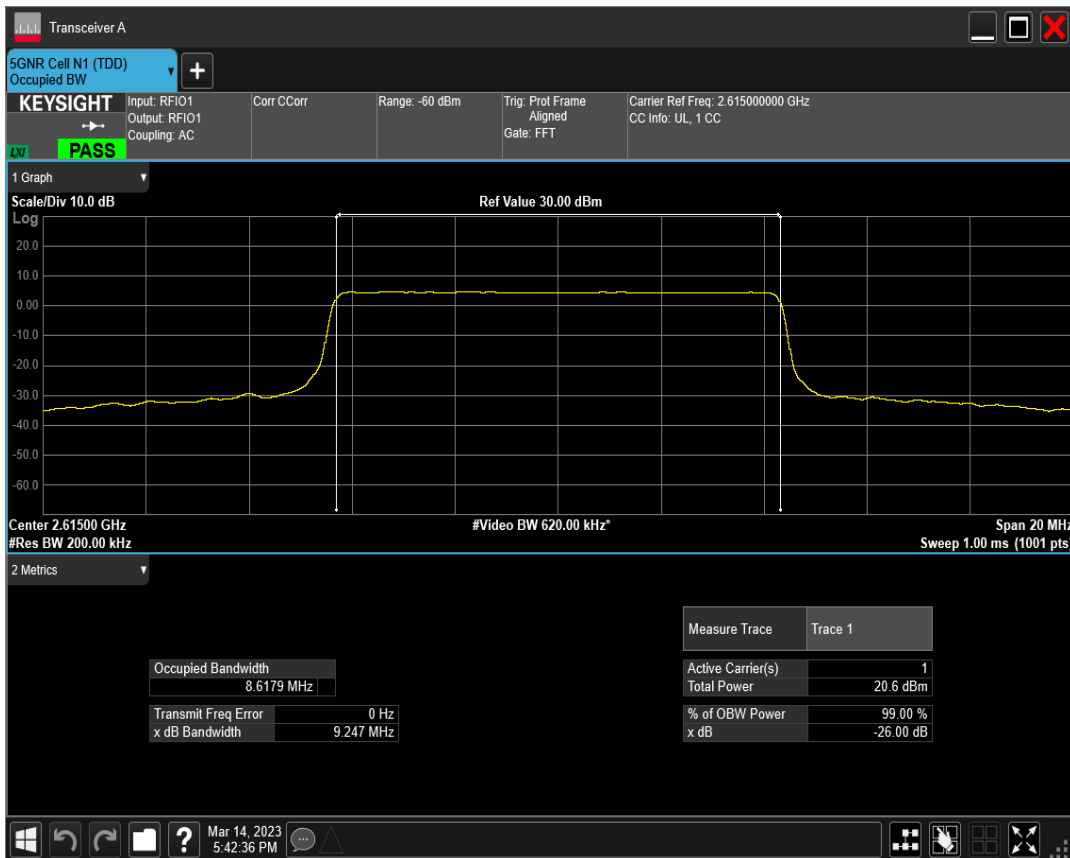 Transceiver A
5GNR Cell N1 (TDD)
Occupied BW
+
KEYSIGHT
LXI
PASS
Input: RFIO1
Output: RFIO1
Coupling: AC
Corr CCorr
Range: -60 dBm
Trig: Prot Frame
Aligned
Gate: FFT
Carrier Ref Freq: 2.615000000 GHz
CC Info: UL, 1 CC
1 Graph
Scale/Div 10.0 dB
Ref Value 30.00 dBm
Log
20.0
10.0
0.00
-10.0
-20.0
-30.0
-40.0
-50.0
-60.0
Center 2.61500 GHz
#Video BW 620.00 kHz*
Span 20 MHz
#Res BW 200.00 kHz
Sweep 1.00 ms (1001 pts)
2 Metrics
Measure Trace Trace 1
Occupied Bandwidth
8.6179 MHz
Active Carrier(s) 1
Total Power 20.6 dBm
Transmit Freq Error 0 Hz
x dB Bandwidth 9.247 MHz
% of OBW Power 99.00 %
x dB -26.00 dB
?
Mar 14, 2023
5:42:36 PM